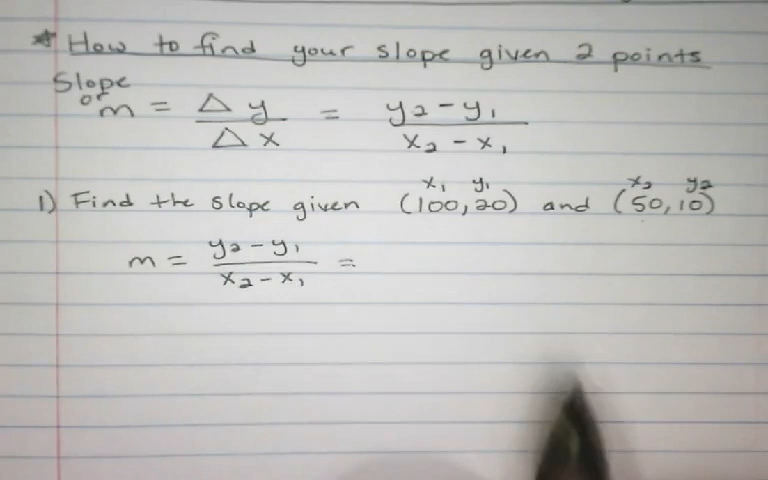 * How to find your slope given 2 points
Slope
or m = Δy / Δx = y₂ - y₁ / x₂ - x₁
x₁ y₁ x₂ y₂
1) Find the slope given (100, 20) and (50, 10)
m = y₂ - y₁ / x₂ - x₁ =